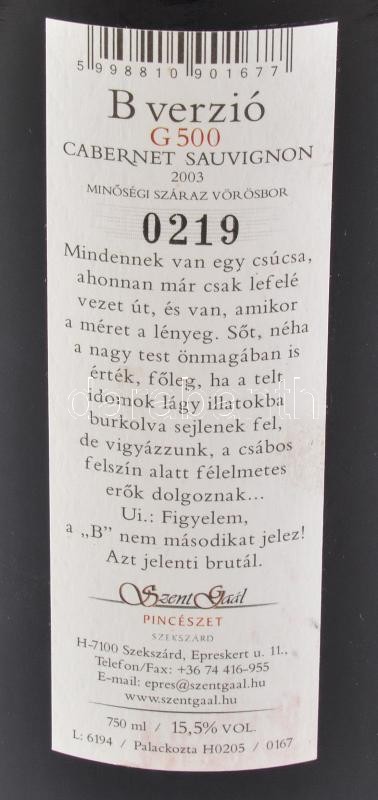 5 998810 901677
B verzió
G500
CABERNET SAUVIGNON
2003
MINŐSÉGI SZÁRAZ VÖRÖSBOR
0219
Mindennek van egy csúcsa,
ahonnan már csak lefelé
vezet út, és van, amikor
a méret a lényeg. Sőt, néha
a nagy test önmagában is
érték, főleg, ha a telt
idomok lágy illatokba
burkolva sejlenek fel,
de vigyázzunk, a csábos
felszín alatt félelmetes
erők dolgoznak...
Ui.: Figyelem,
a „B” nem másodikat jelez!
Azt jelenti brutál.
Szent Gaál
PINCÉSZET
SZEKSZÁRD
H-7100 Szekszárd, Epreskert u. 11.,
Telefon/Fax: +36 74 416-955
E-mail: epres@szentgaal.hu
www.szentgaal.hu
750 ml / 15,5% VOL.
L: 6194 / Palackozta H0205 / 0167